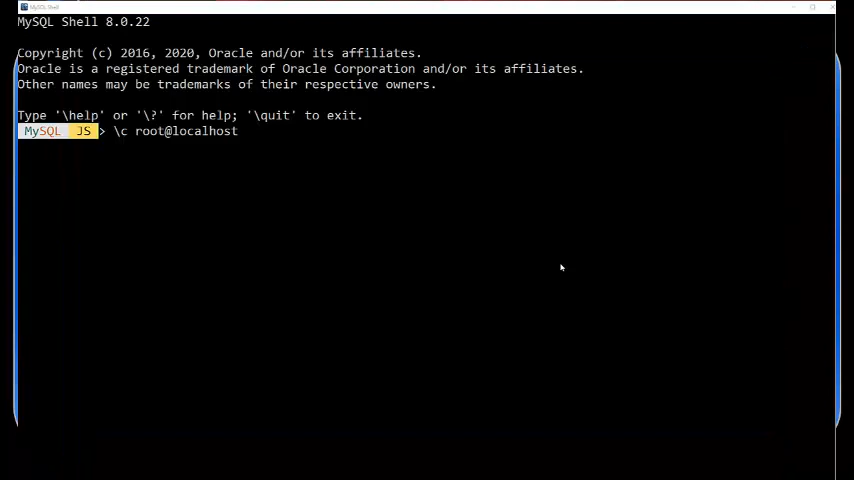 MySQL Shell
MySQL Shell 8.0.22
Copyright (c) 2016, 2020, Oracle and/or its affiliates.
Oracle is a registered trademark of Oracle Corporation and/or its affiliates.
Other names may be trademarks of their respective owners.
Type '\help' or '\?' for help; '\quit' to exit.
MySQL JS > \c root@localhost